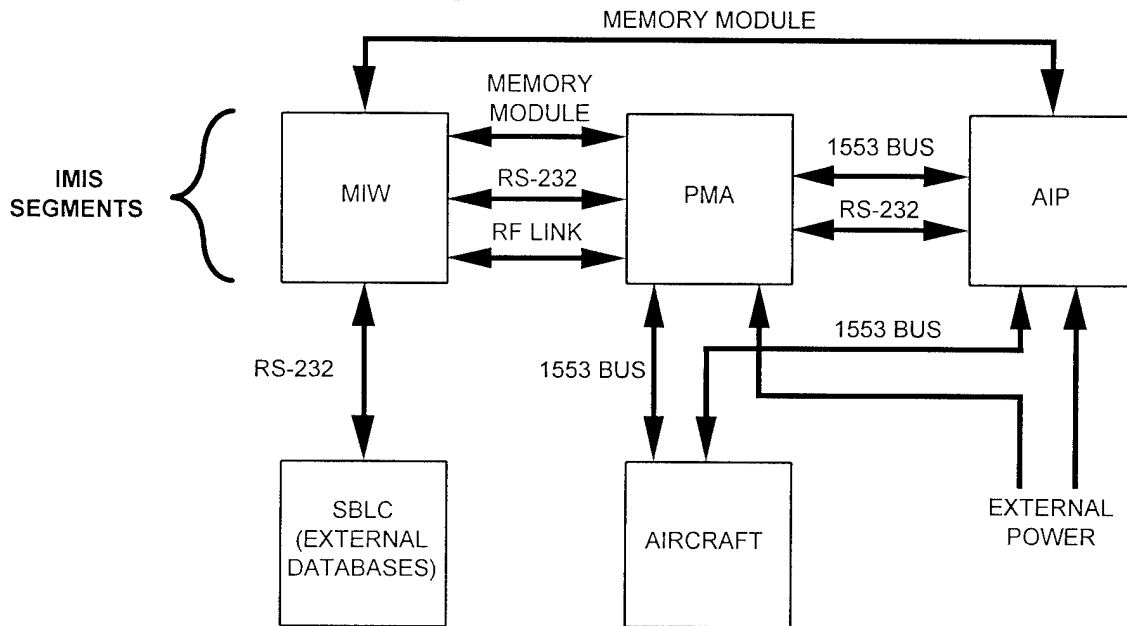 MEMORY MODULE
MEMORY
MODULE
IMIS
SEGMENTS
MIW
RS-232
RF LINK
PMA
1553 BUS
RS-232
AIP
RS-232
1553 BUS
1553 BUS
SBLC
(EXTERNAL
DATABASES)
AIRCRAFT
EXTERNAL
POWER